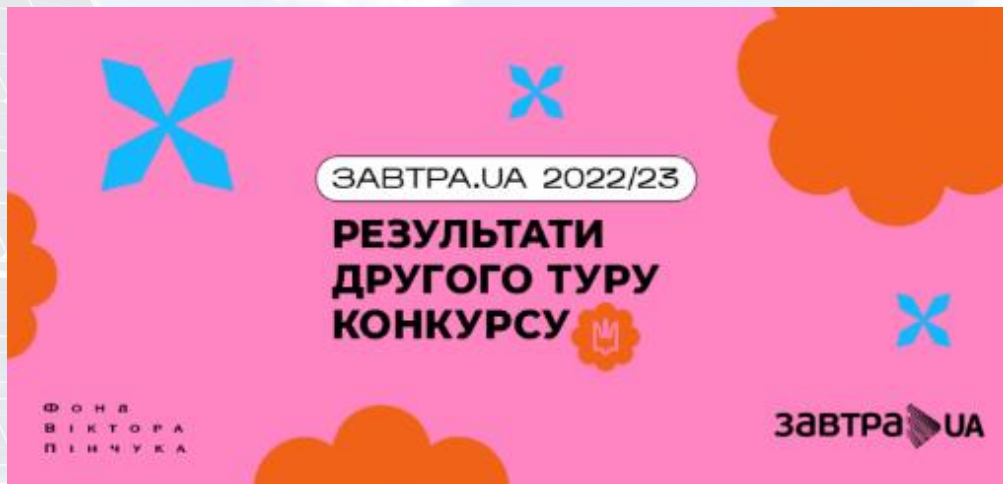 ЗАВТРА.UA 2022/23
РЕЗУЛЬТАТИ
ДРУГОГО ТУРУ
КОНКУРСУ
ФОНД
ВІКТОРА
ПІНЧУКА
завтра UA